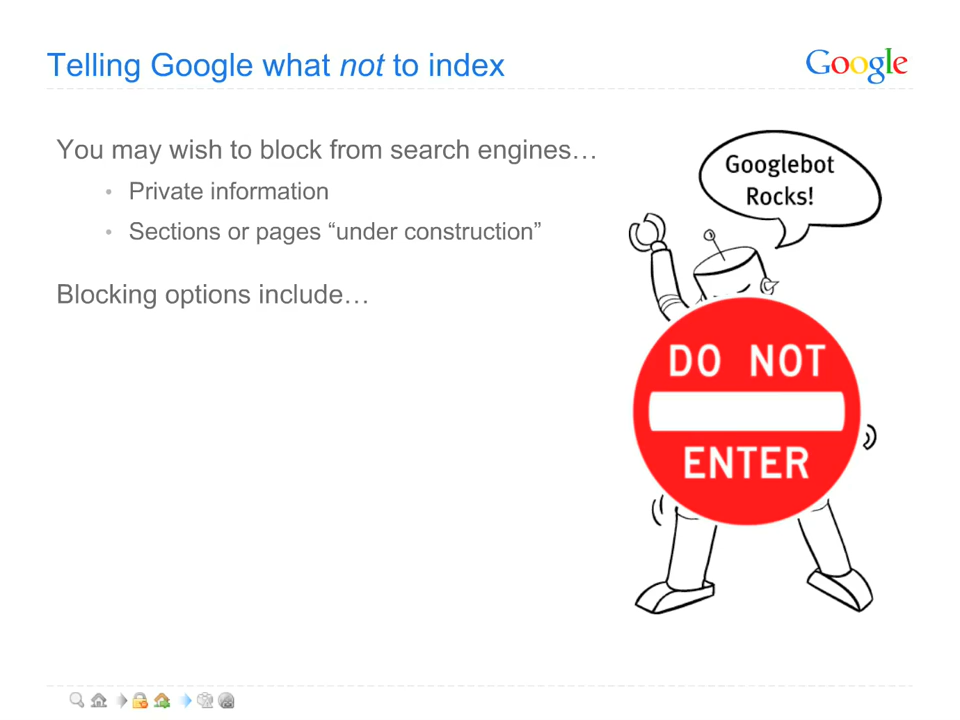 Telling Google what not to index
Google
You may wish to block from search engines…
• Private information
• Sections or pages “under construction”
Blocking options include…
Googlebot
Rocks!
DO NOT
ENTER